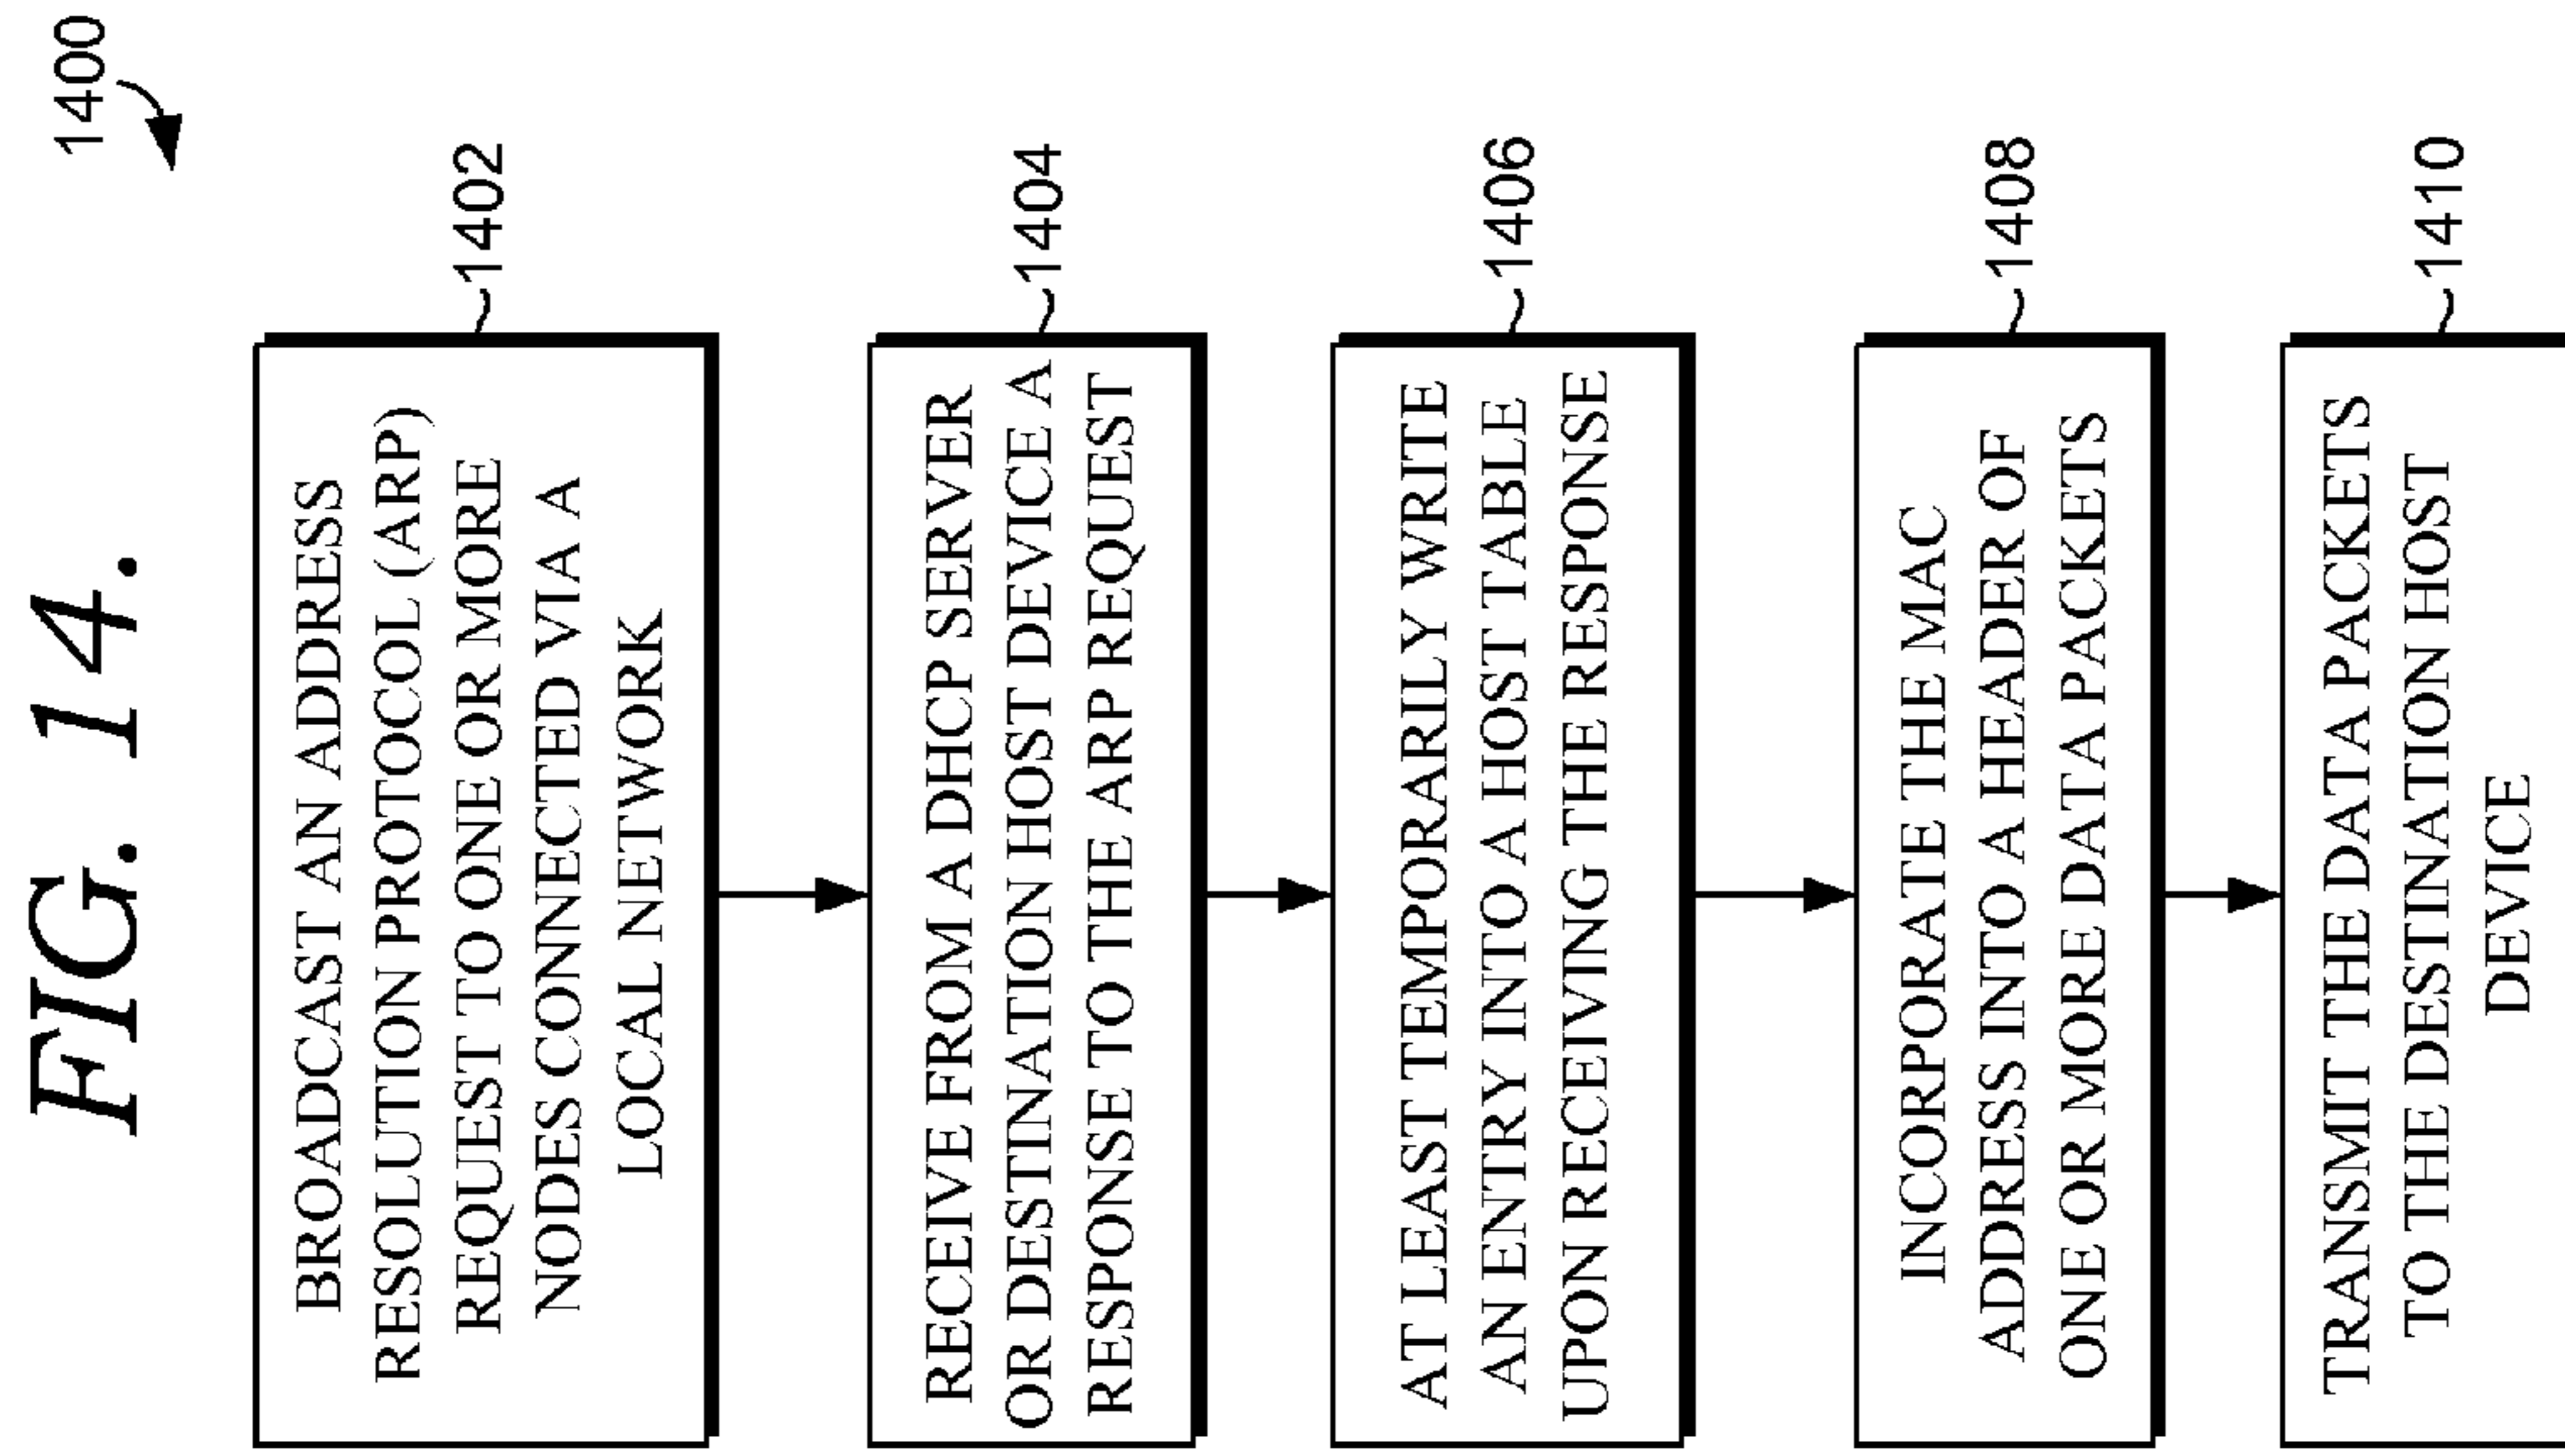 FIG. 14.
1400
BROADCAST AN ADDRESS
RESOLUTION PROTOCOL (ARP)
REQUEST TO ONE OR MORE
NODES CONNECTED VIA A
LOCAL NETWORK
1402
RECEIVE FROM A DHCP SERVER
OR DESTINATION HOST DEVICE A
RESPONSE TO THE ARP REQUEST
1404
AT LEAST TEMPORARILY WRITE
AN ENTRY INTO A HOST TABLE
UPON RECEIVING THE RESPONSE
1406
INCORPORATE THE MAC
ADDRESS INTO A HEADER OF
ONE OR MORE DATA PACKETS
1408
TRANSMIT THE DATA PACKETS
TO THE DESTINATION HOST
DEVICE
1410